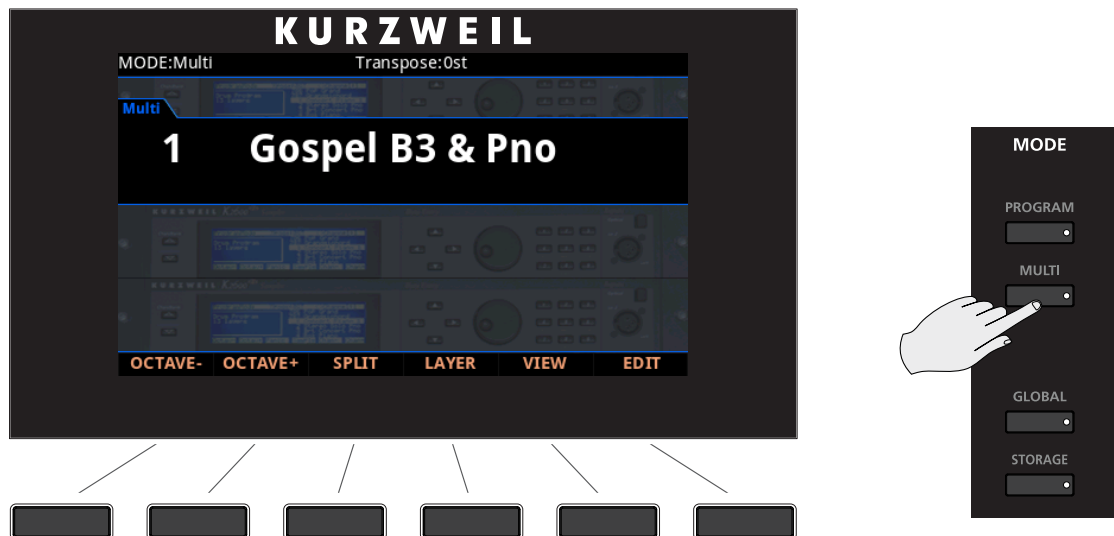 KURZWEIL
MODE:Multi Transpose:0st
Multi
1 Gospel B3 & Pno
OCTAVE- OCTAVE+ SPLIT LAYER VIEW EDIT
MODE
PROGRAM
MULTI
GLOBAL
STORAGE